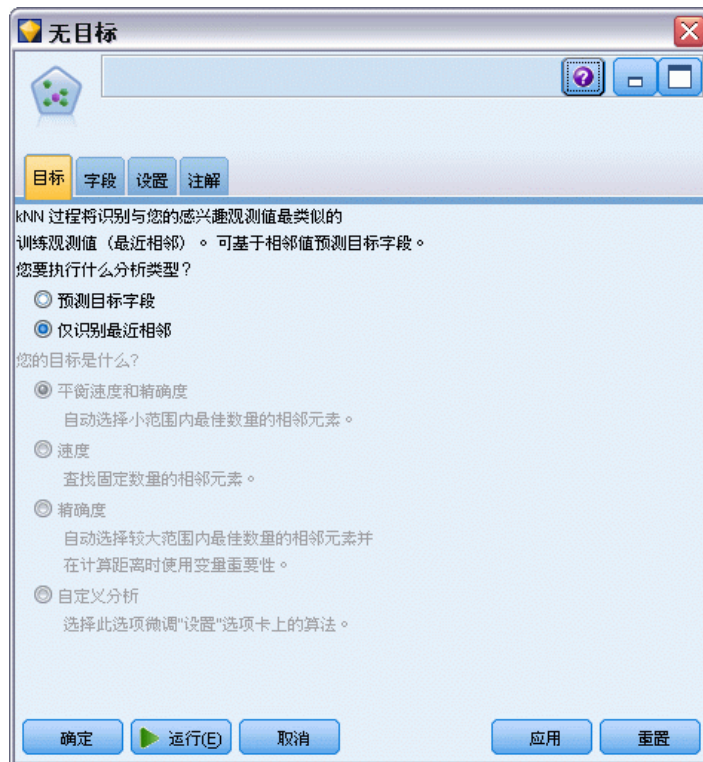 无目标
?
目标 字段 设置 注解
kNN 过程将识别与您的感兴趣观测值最类似的
训练观测值（最近相邻）。可基于相邻值预测目标字段。
您要执行什么分析类型？
预测目标字段
仅识别最近相邻
您的目标是什么?
平衡速度和精确度
自动选择小范围内最佳数量的相邻元素。
速度
查找固定数量的相邻元素。
精确度
自动选择较大范围内最佳数量的相邻元素并
在计算距离时使用变量重要性。
自定义分析
选择此选项微调"设置"选项卡上的算法。
确定 运行(E) 取消 应用 重置